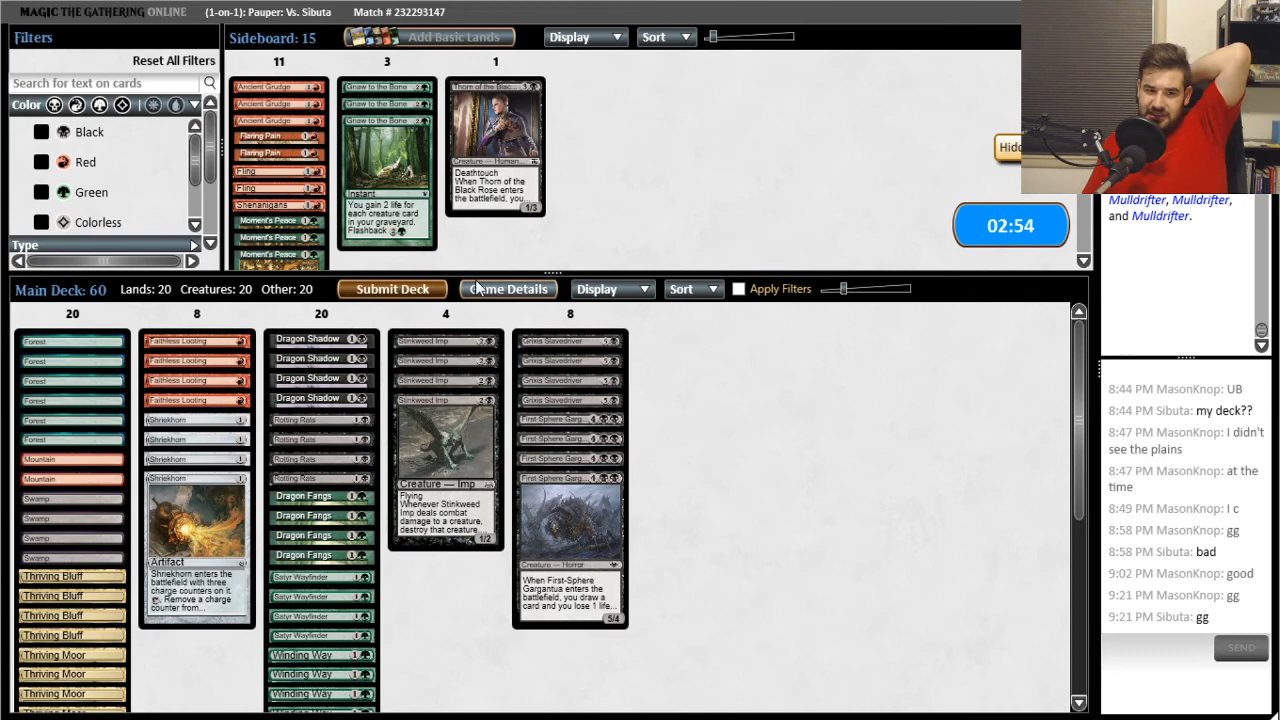 MAGIC THE GATHERING ONLINE (1-on-1): Pauper: Vs. Sibuta Match # 232293147
Filters
Reset All Filters
Search for text on cards
Color
Black
Red
Green
Colorless
Type
Sideboard: 15 Add Basic Lands Display Sort
11 3 1
Ancient Grudge
Ancient Grudge
Ancient Grudge
Flaring Pain
Flaring Pain
Fling
Fling
Shenanigans
Moment's Peace
Moment's Peace
Moment's Peace
Gnaw to the Bone
Gnaw to the Bone
Gnaw to the Bone
Instant
You gain 2 life for
each creature card
in your graveyard.
Flashback
Thorn of the Blac...
Creature — Human...
Deathtouch
When Thorn of the
Black Rose enters
the battlefield, you...
1/3
02:54
Mulldrifter, Mulldrifter,
and Mulldrifter.
Main Deck: 60 Lands: 20 Creatures: 20 Other: 20 Submit Deck Game Details Display Sort Apply Filters
20 8 20 4 8
Forest
Forest
Forest
Forest
Forest
Forest
Mountain
Mountain
Swamp
Swamp
Swamp
Swamp
Thriving Bluff
Thriving Bluff
Thriving Bluff
Thriving Bluff
Thriving Moor
Thriving Moor
Thriving Moor
Thriving Moor
Faithless Looting
Faithless Looting
Faithless Looting
Faithless Looting
Shriekhorn
Shriekhorn
Shriekhorn
Shriekhorn
Artifact
Shriekhorn enters the
battlefield with three
charge counters on it.
: Remove a charge
counter from...
Dragon Shadow
Dragon Shadow
Dragon Shadow
Dragon Shadow
Rotting Rats
Rotting Rats
Rotting Rats
Rotting Rats
Dragon Fangs
Dragon Fangs
Dragon Fangs
Dragon Fangs
Satyr Wayfinder
Satyr Wayfinder
Satyr Wayfinder
Satyr Wayfinder
Winding Way
Winding Way
Winding Way
Stinkweed Imp
Stinkweed Imp
Stinkweed Imp
Stinkweed Imp
Creature — Imp
Flying
Whenever Stinkweed
Imp deals combat
damage to a creature,
destroy that creature.
1/2
Grixis Slavedriver
Grixis Slavedriver
Grixis Slavedriver
Grixis Slavedriver
First-Sphere Garg...
First-Sphere Garg...
First-Sphere Garg...
First-Sphere Garg...
Creature — Horror
When First-Sphere
Gargantua enters the
battlefield, you draw a
card and you lose 1 life...
5/4
8:44 PM MasonKnop: UB
8:44 PM Sibuta: my deck??
8:47 PM MasonKnop: I didn't
see the plains
8:47 PM MasonKnop: at the
time
8:49 PM MasonKnop: I c
8:58 PM MasonKnop: gg
8:58 PM Sibuta: bad
9:02 PM MasonKnop: good
9:21 PM MasonKnop: gg
9:21 PM Sibuta: gg
SEND